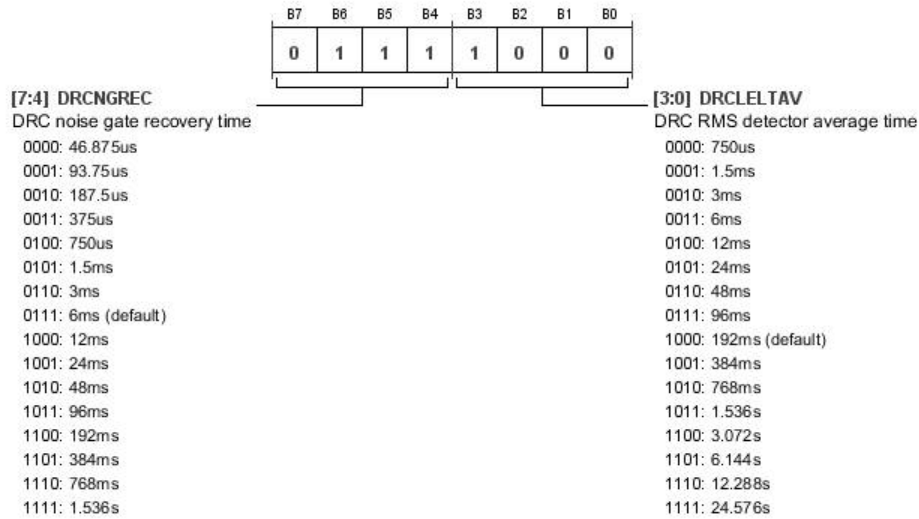 B7 B6 B5 B4 B3 B2 B1 B0
0 1 1 1 1 0 0 0
[7:4] DRCNGREC
DRC noise gate recovery time
0000: 46.875us
0001: 93.75us
0010: 187.5us
0011: 375us
0100: 750us
0101: 1.5ms
0110: 3ms
0111: 6ms (default)
1000: 12ms
1001: 24ms
1010: 48ms
1011: 96ms
1100: 192ms
1101: 384ms
1110: 768ms
1111: 1.536s
[3:0] DRCLELTAV
DRC RMS detector average time
0000: 750us
0001: 1.5ms
0010: 3ms
0011: 6ms
0100: 12ms
0101: 24ms
0110: 48ms
0111: 96ms
1000: 192ms (default)
1001: 384ms
1010: 768ms
1011: 1.536s
1100: 3.072s
1101: 6.144s
1110: 12.288s
1111: 24.576s